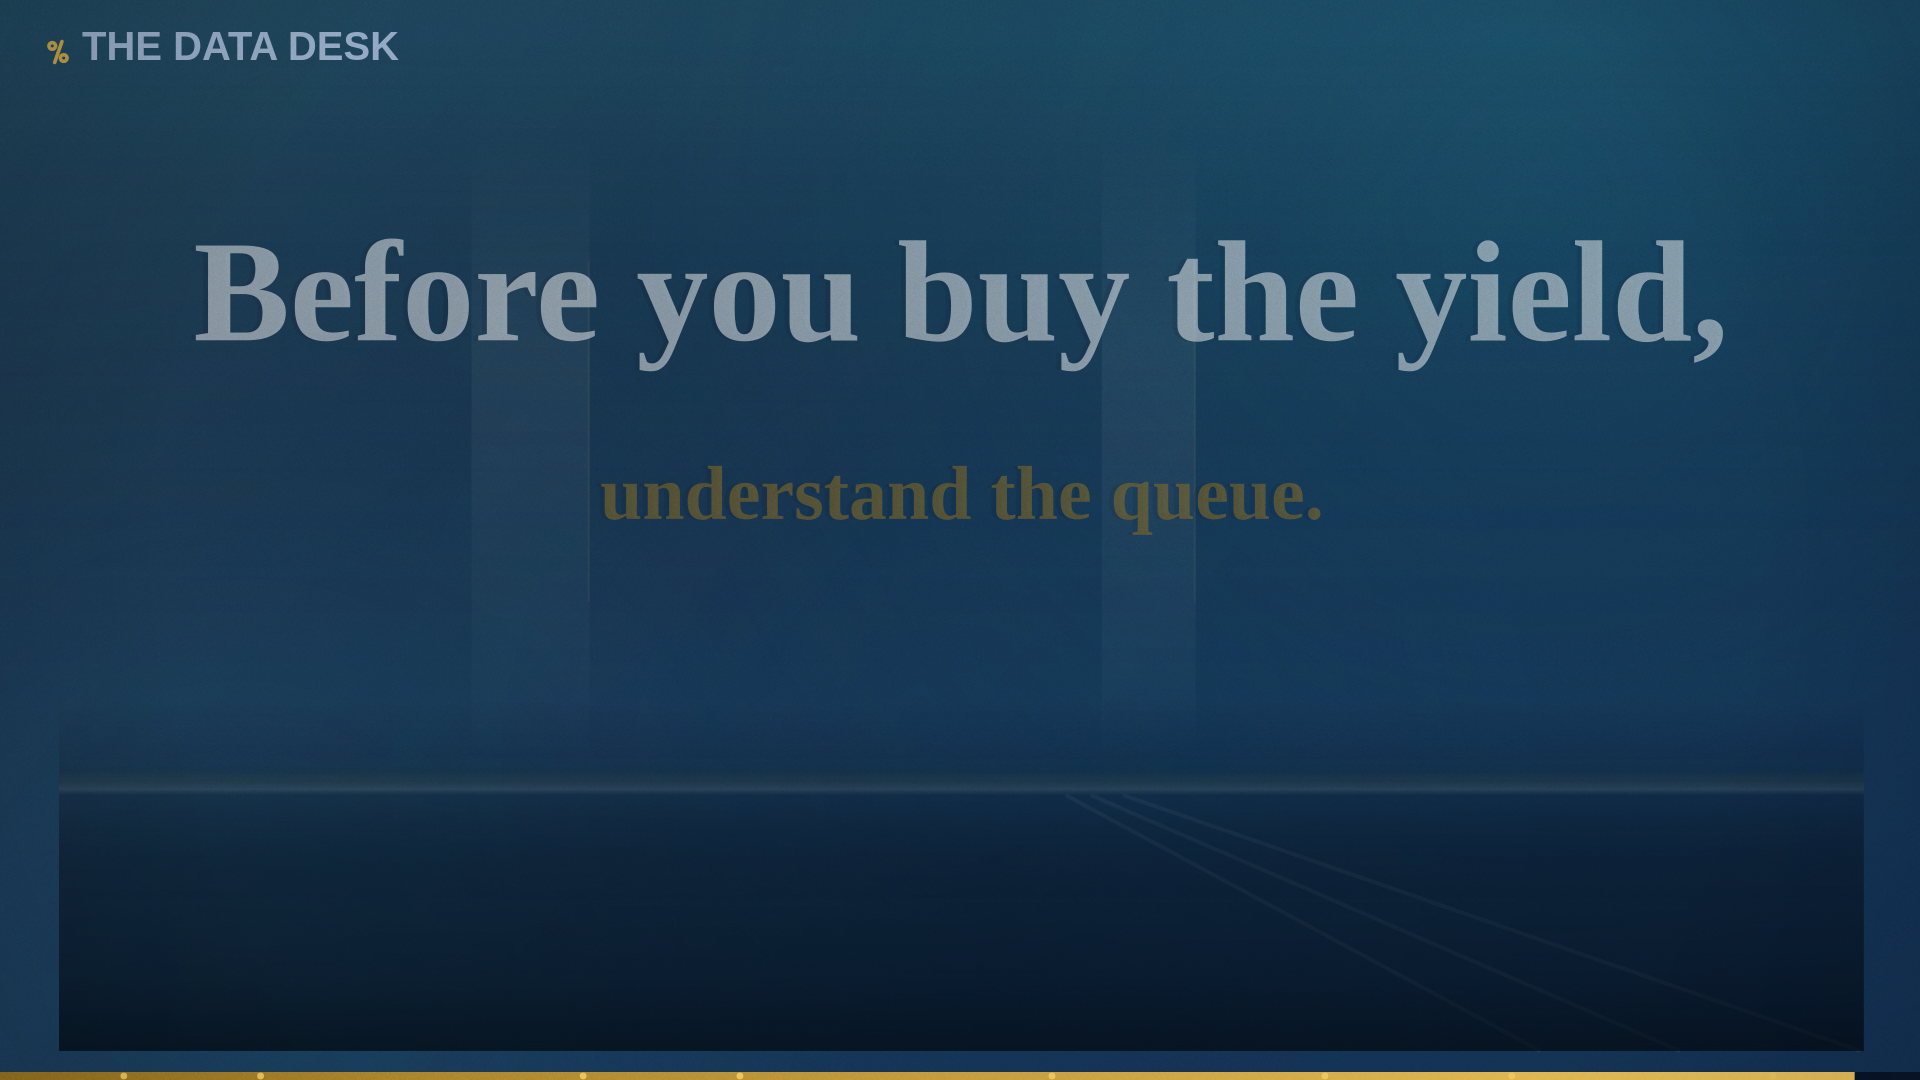 % THE DATA DESK
Before you buy the yield,
understand the queue.